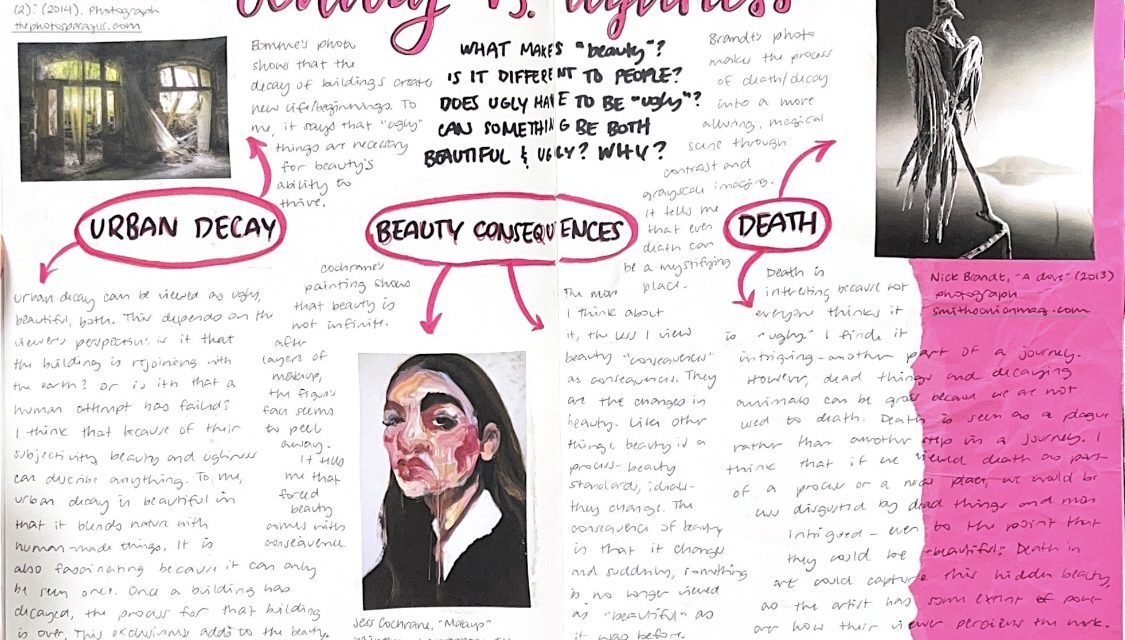 beauty vs. ugliness
(2): (2014). Photograph
thephotosparagus.com
Bomme's photo
shows that the
decay of buildings creates
new life/beginnings. To
me, it says that "ugly"
things are necessary
for beauty's
ability to
thrive.
WHAT MAKES "beauty"?
IS IT DIFFERENT TO PEOPLE?
DOES UGLY HAVE TO BE "ugly"?
CAN SOMETHING BE BOTH
BEAUTIFUL & UGLY? WHY?
Brandt's photo
makes the process
of death/decay
into a more
alluring, magical
scene through
contrast and
grayscale imaging.
It tells me
that even
death can
be a mystifying
place.
URBAN DECAY
BEAUTY CONSEQUENCES
DEATH
Urban decay can be viewed as ugly,
beautiful, both. This depends on the
viewer's perspective. Is it that
the building is rejoining with
the earth? Or is it that a
human attempt has failed?
I think that because of their
subjectivity beauty and ugliness
can describe anything. To me,
urban decay is beautiful in
that it blends nature with
human-made things. It is
also fascinating because it can only
be seen once. Once a building has
decayed, the process for that building
is over. This exclusivness adds to the beauty.
Cochrane's
painting shows
that beauty is
not infinite.
After
layers of
makeup,
the figure's
face seems
to peel
away.
It tells
me that
forced
beauty
comes with
consequence.
Jess Cochrane, "Makeup"
The more
I think about
it, the less I view
beauty "consequences"
as consequences. They
are the changes in
beauty. Like other
things, beauty is a
process- beauty
standards, ideals-
they change. The
consequence of beauty
is that it changes
and suddenly, something
is no longer viewed
as "beautiful" as
it was before.
Nick Brandt, "A dove" (2013)
photograph
smithsonianmag.com
Death is
interesting because not
everyone thinks it
is "ugly." I find it
intriguing- another part of a journey.
However, dead things and decaying
animals can be gross because we are not
used to death. Death is seen as a plague
rather than another step in a journey. I
think that if we viewed death as part
of a process or a new place, we would be
less disgusted by dead things and more
intrigued- even to the point that
they could be "beautiful." Death in
art could capture this hidden beauty,
as the artist has some extent of power
over how their viewer perceives the work.